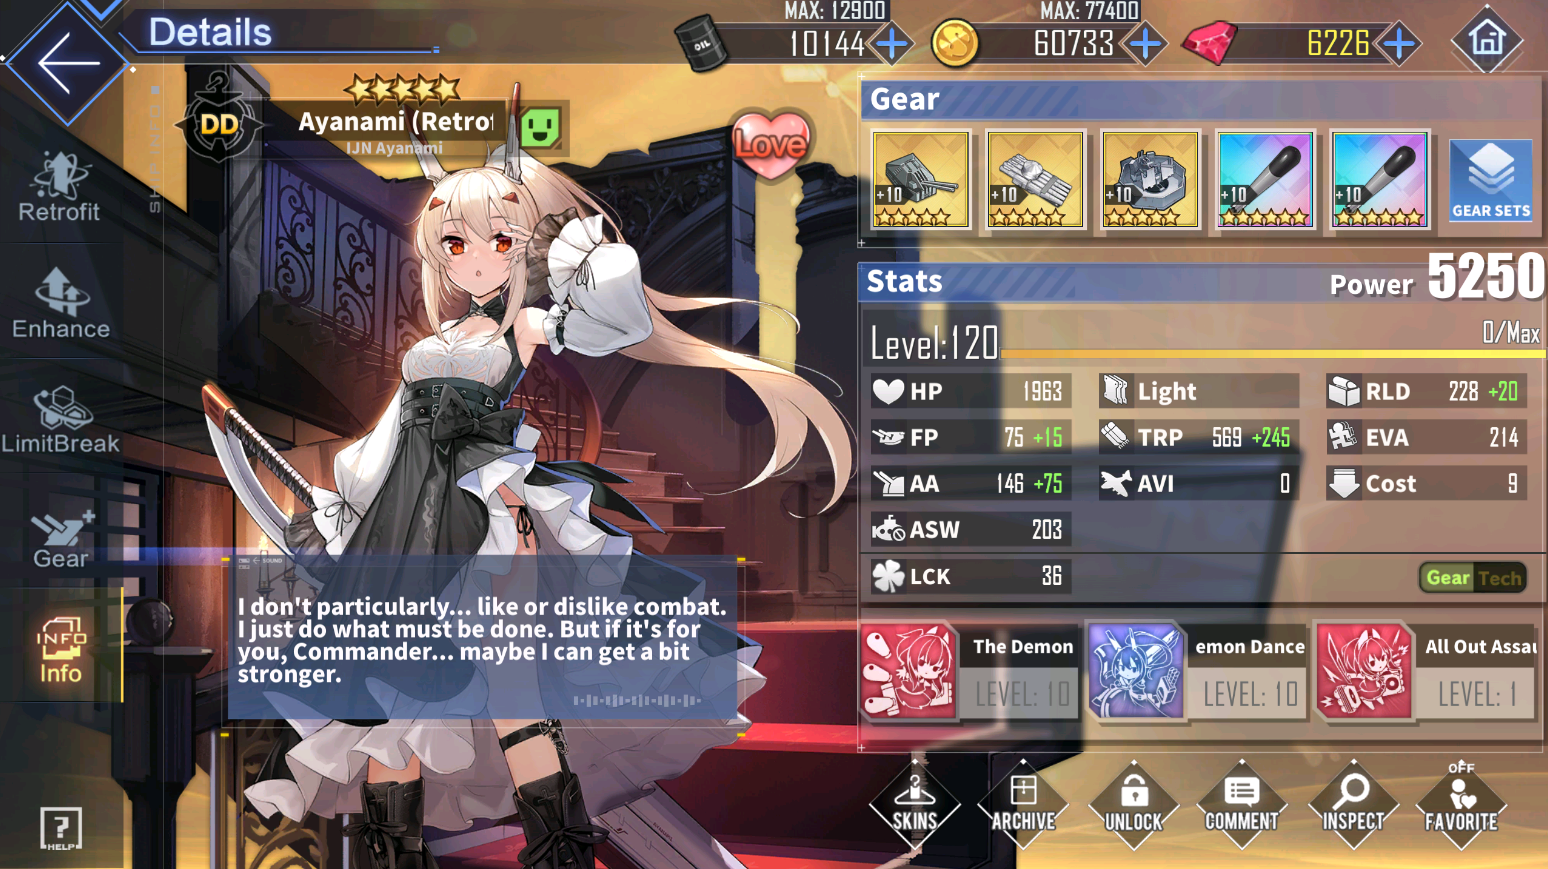 Details
MAX: 12900
OIL
10144
MAX: 77400
60733
6226
DD
Ayanami (Retrof
IJN Ayanami
Love
Retrofit
Enhance
LimitBreak
Gear
INFO
Info
HELP
Gear
+10
+10
+10
+10
+10
GEAR SETS
Stats
Power 5250
Level:120
0/Max
HP 1963
Light
RLD 228 +20
FP 75 +15
TRP 569 +245
EVA 214
AA 146 +75
AVI 0
Cost 9
ASW 203
LCK 36
Gear Tech
I don't particularly... like or dislike combat.
I just do what must be done. But if it's for
you, Commander... maybe I can get a bit
stronger.
The Demon
LEVEL: 10
emon Dance
LEVEL: 10
All Out Assau
LEVEL: 1
SKINS
ARCHIVE
UNLOCK
COMMENT
INSPECT
OFF
FAVORITE